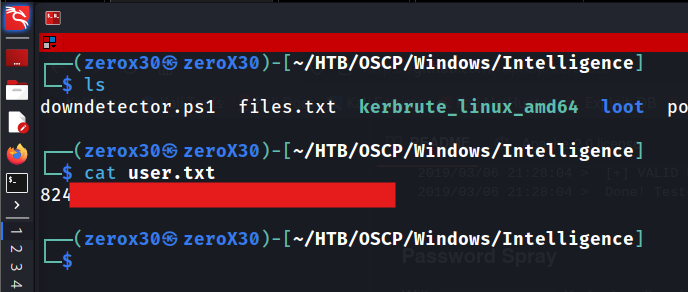 ┌──(zerox30㉿ zeroX30)-[~/HTB/OSCP/Windows/Intelligence]
└─$ ls
downdetector.ps1 files.txt kerbrute_linux_amd64 loot po
┌──(zerox30㉿ zeroX30)-[~/HTB/OSCP/Windows/Intelligence]
└─$ cat user.txt
2019/03/06 21:28:04 > [+] VALID
824
2019/03/06 21:28:04 > Done! Test
┌──(zerox30㉿ zeroX30)-[~/HTB/OSCP/Windows/Intelligence]
└─$
Password Spray
1
2
3
4